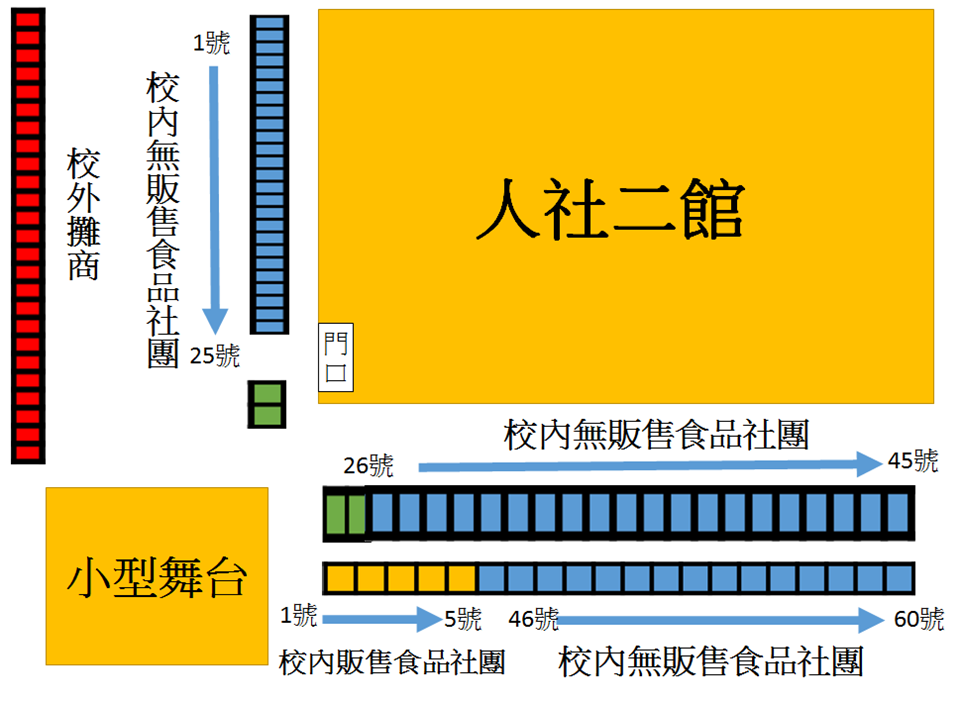 1號
校內無販售食品社團
25號
校外攤商
人社二館
門口
校內無販售食品社團
26號
45號
小型舞台
1號
5號
46號
60號
校內販售食品社團
校內無販售食品社團